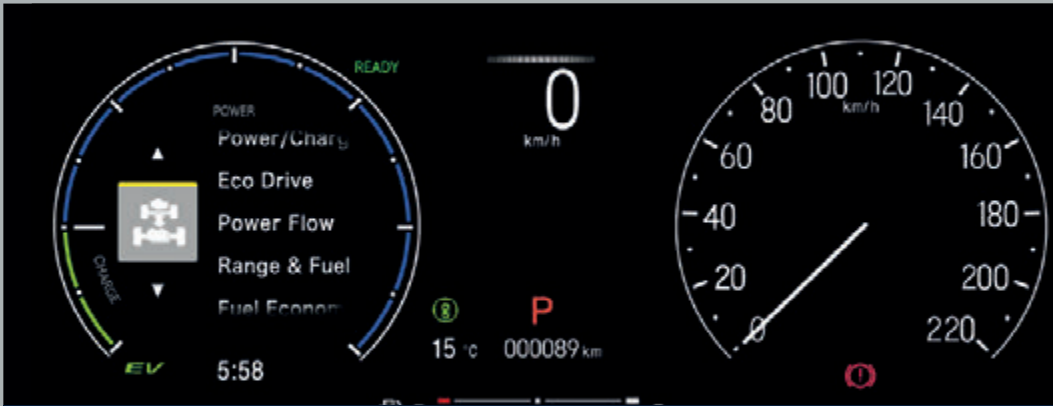 READY
POWER
Power/Charg
Eco Drive
Power Flow
Range & Fuel
Fuel Econom
CHARGE
EV
5:58
0
km/h
P
15 °C
000089 km
0
20
40
60
80
100
120
140
160
180
200
220
km/h